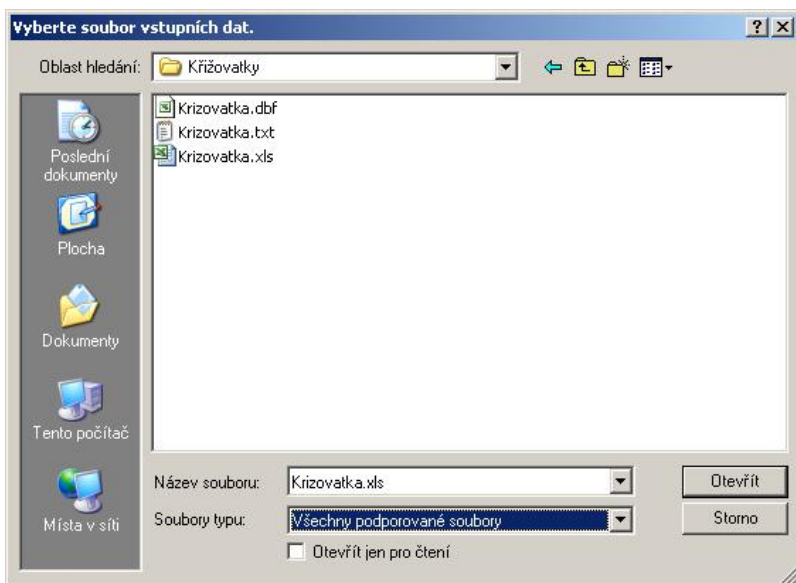 Vyberte soubor vstupních dat.
Oblast hledání: Křížovatky
Krizovatka.dbf
Krizovatka.txt
Krizovatka.xls
Poslední
dokumenty
Plocha
Dokumenty
Tento počítač
Místa v síti
Název souboru: Krizovatka.xls Otevřít
Soubory typu: Všechny podporované soubory Storno
Otevřít jen pro čtení